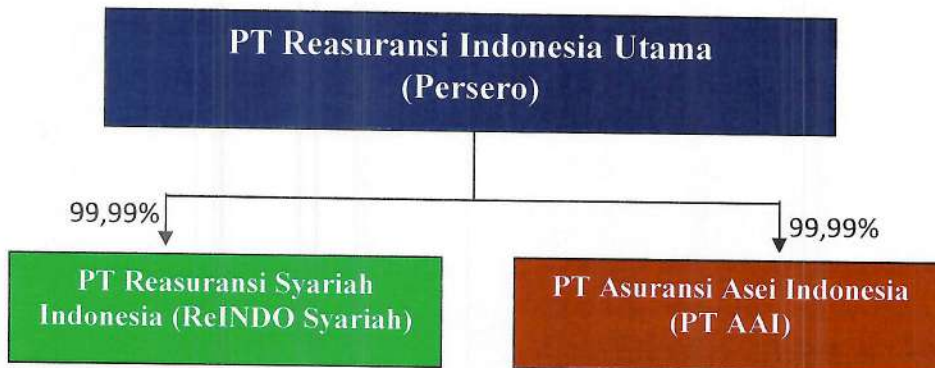 PT Reasuransi Indonesia Utama
(Persero)
99,99%
99,99%
PT Reasuransi Syariah
Indonesia (ReINDO Syariah)
PT Asuransi Asei Indonesia
(PT AAI)